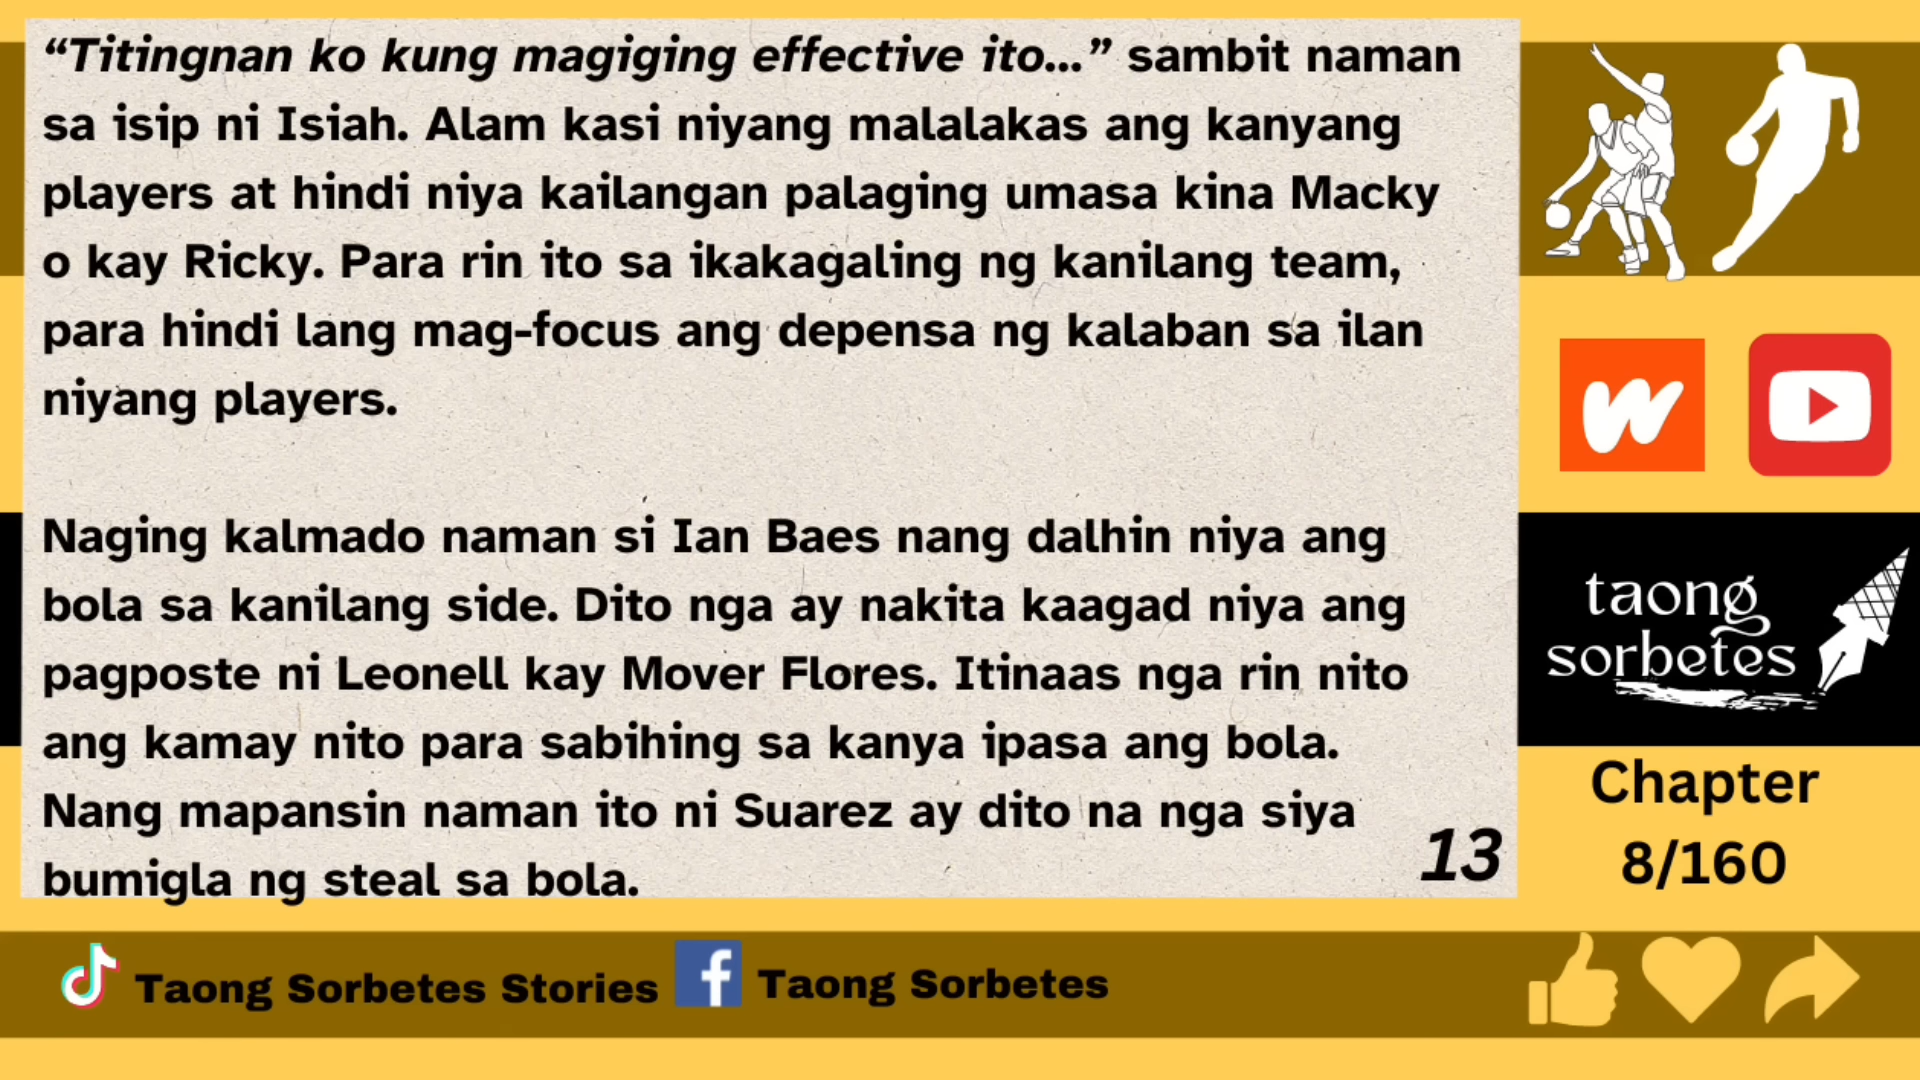 “Titingnan ko kung magiging effective ito...” sambit naman
sa isip ni Isiah. Alam kasi niyang malalakas ang kanyang
players at hindi niya kailangan palaging umasa kina Macky
o kay Ricky. Para rin ito sa ikakagaling ng kanilang team,
para hindi lang mag-focus ang depensa ng kalaban sa ilan
niyang players.
Naging kalmado naman si Ian Baes nang dalhin niya ang
bola sa kanilang side. Dito nga ay nakita kaagad niya ang
pagposte ni Leonell kay Mover Flores. Itinaas nga rin nito
ang kamay nito para sabihing sa kanya ipasa ang bola.
Nang mapansin naman ito ni Suarez ay dito na nga siya
bumigla ng steal sa bola.
13
taong
sorbetes
Chapter
8/160
Taong Sorbetes Stories
Taong Sorbetes